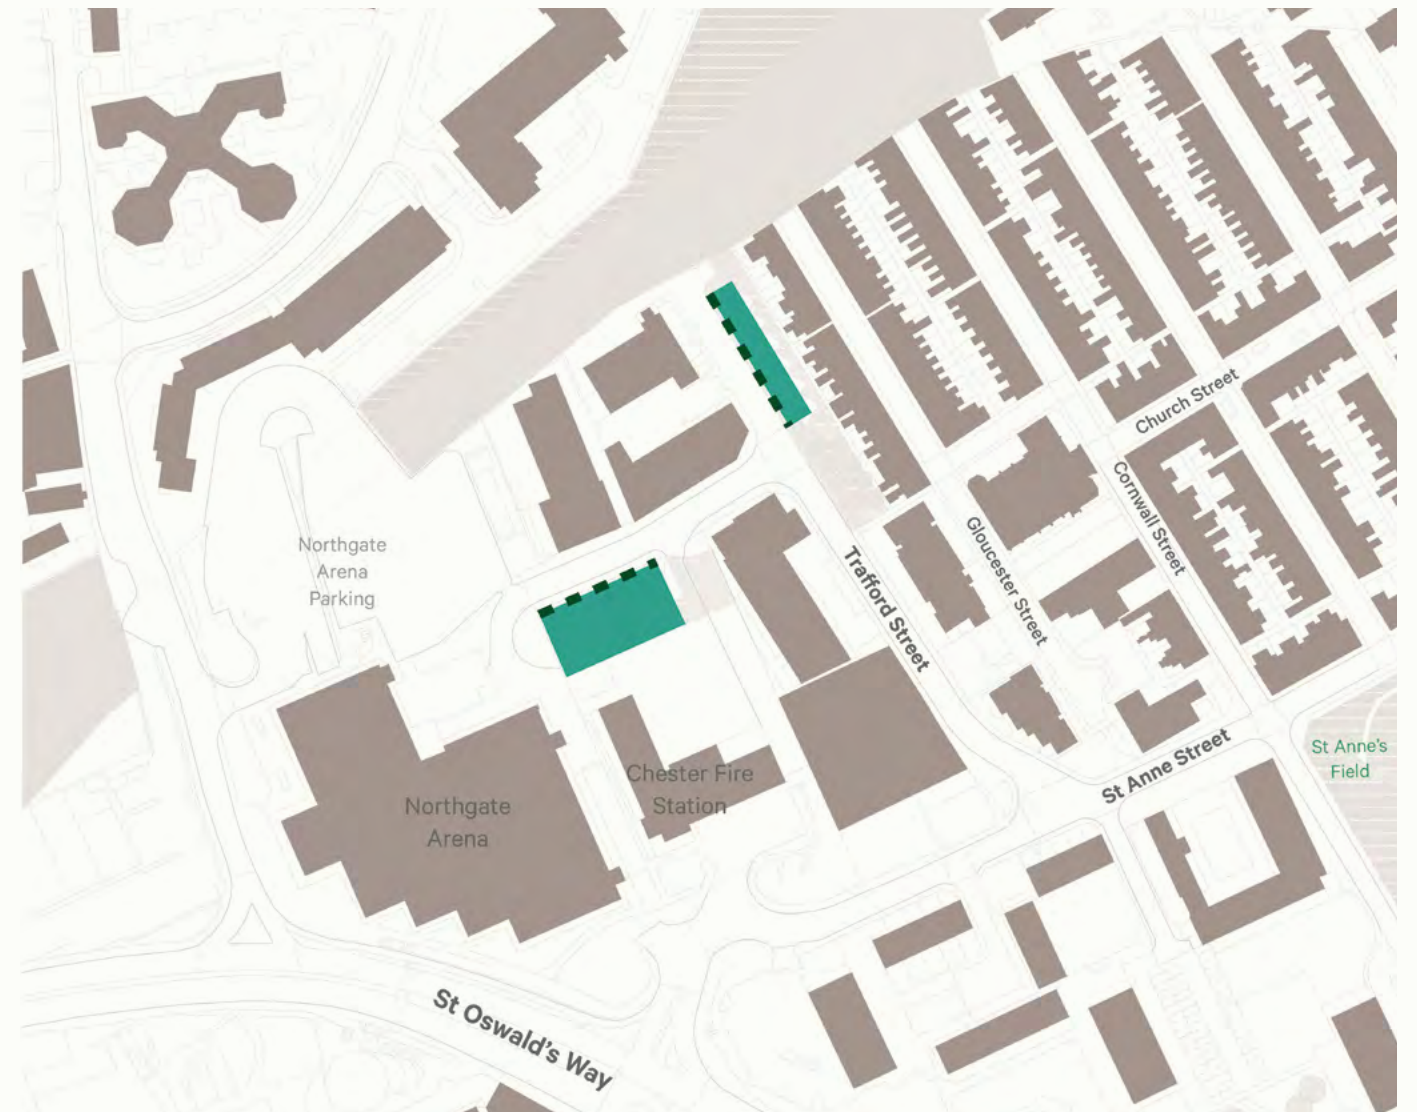 Church Street
Cornwall Street
Gloucester Street
Northgate
Arena
Parking
Trafford Street
St Anne Street
St Anne's
Field
Chester Fire
Station
Northgate
Arena
St Oswald's Way